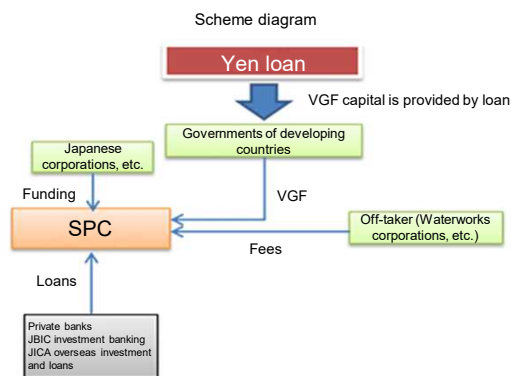 Scheme diagram
Yen loan
VGF capital is provided by loan
Governments of developing
countries
Japanese
corporations, etc.
Funding
VGF
SPC
Off-taker (Waterworks
corporations, etc.)
Fees
Loans
Private banks
JBIC investment banking
JICA overseas investment
and loans